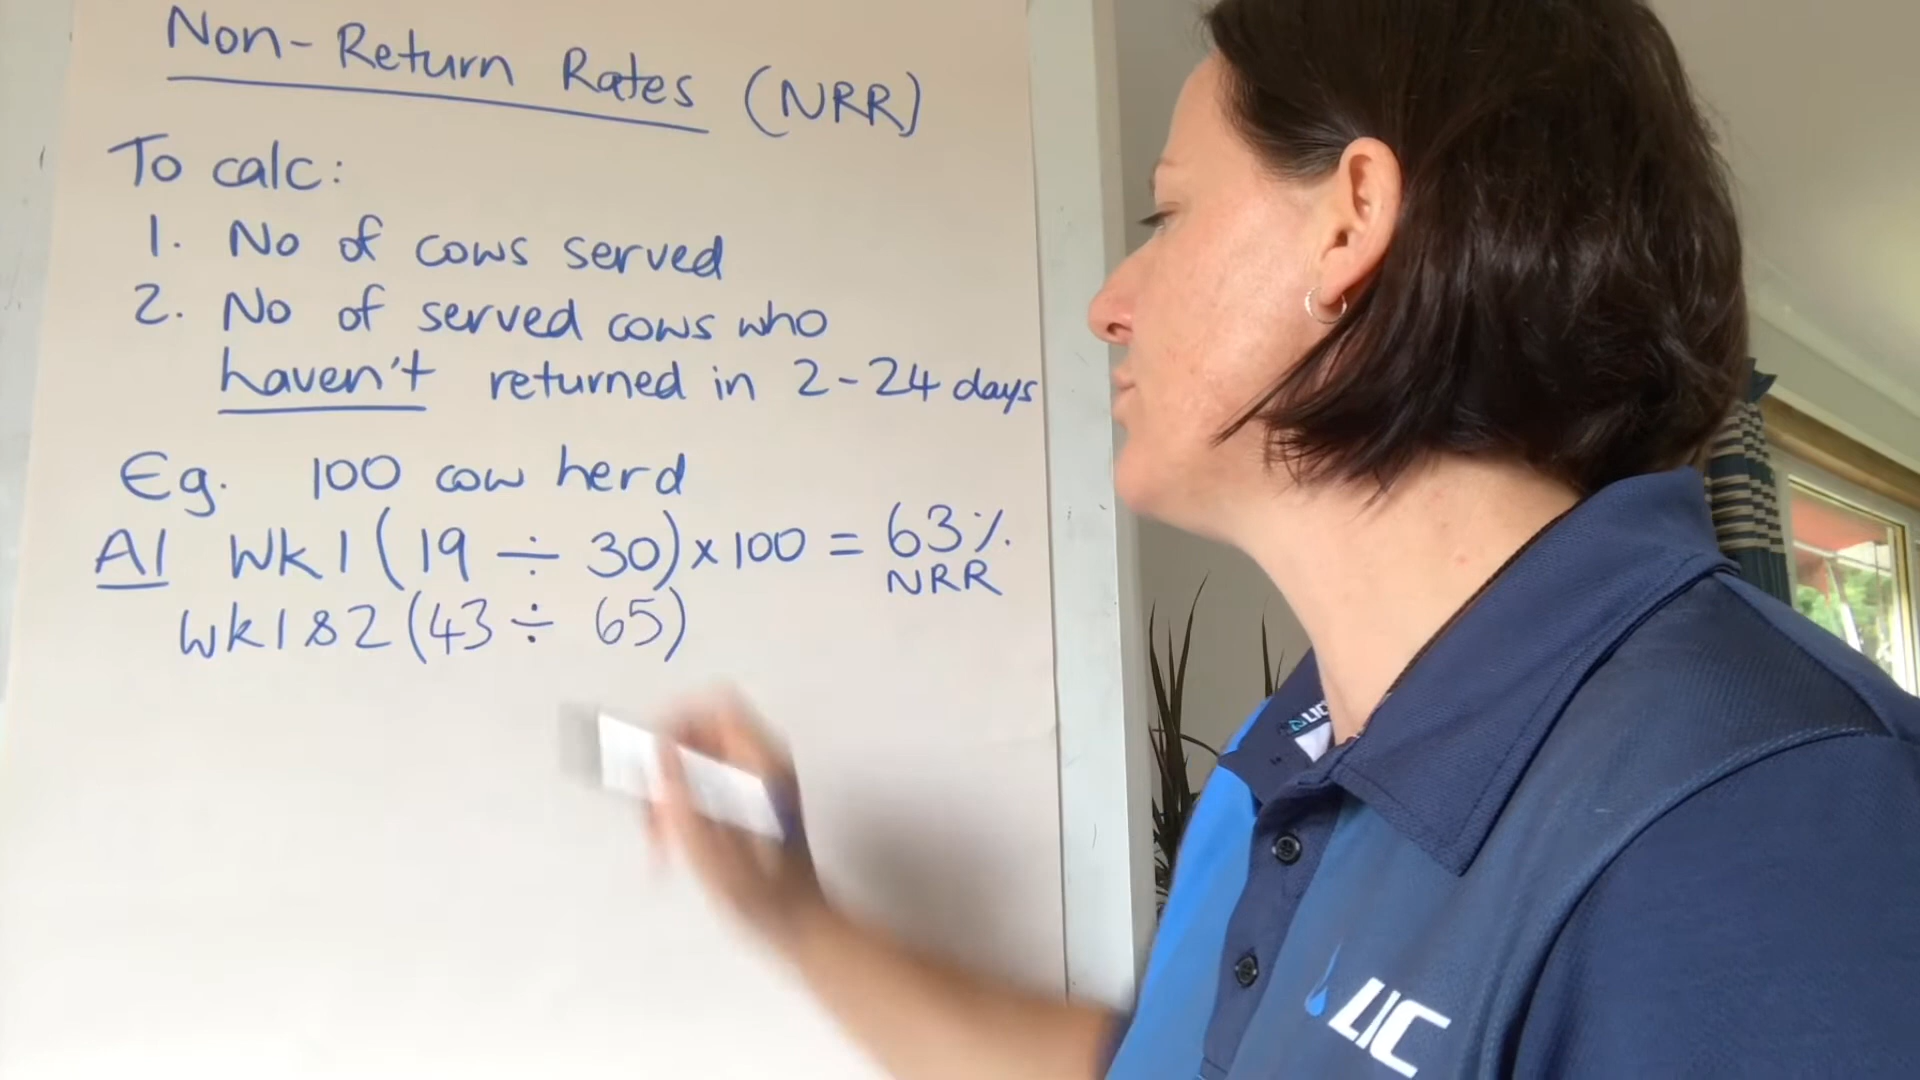 Non-Return Rates (NRR)
To calc:
1. No of cows served
2. No of served cows who
haven't returned in 2-24 days
Eg. 100 cow herd
AI Wk1 (19 ÷ 30) x 100 = 63%
NRR
Wk1&2 (43 ÷ 65)
LIC
LIC